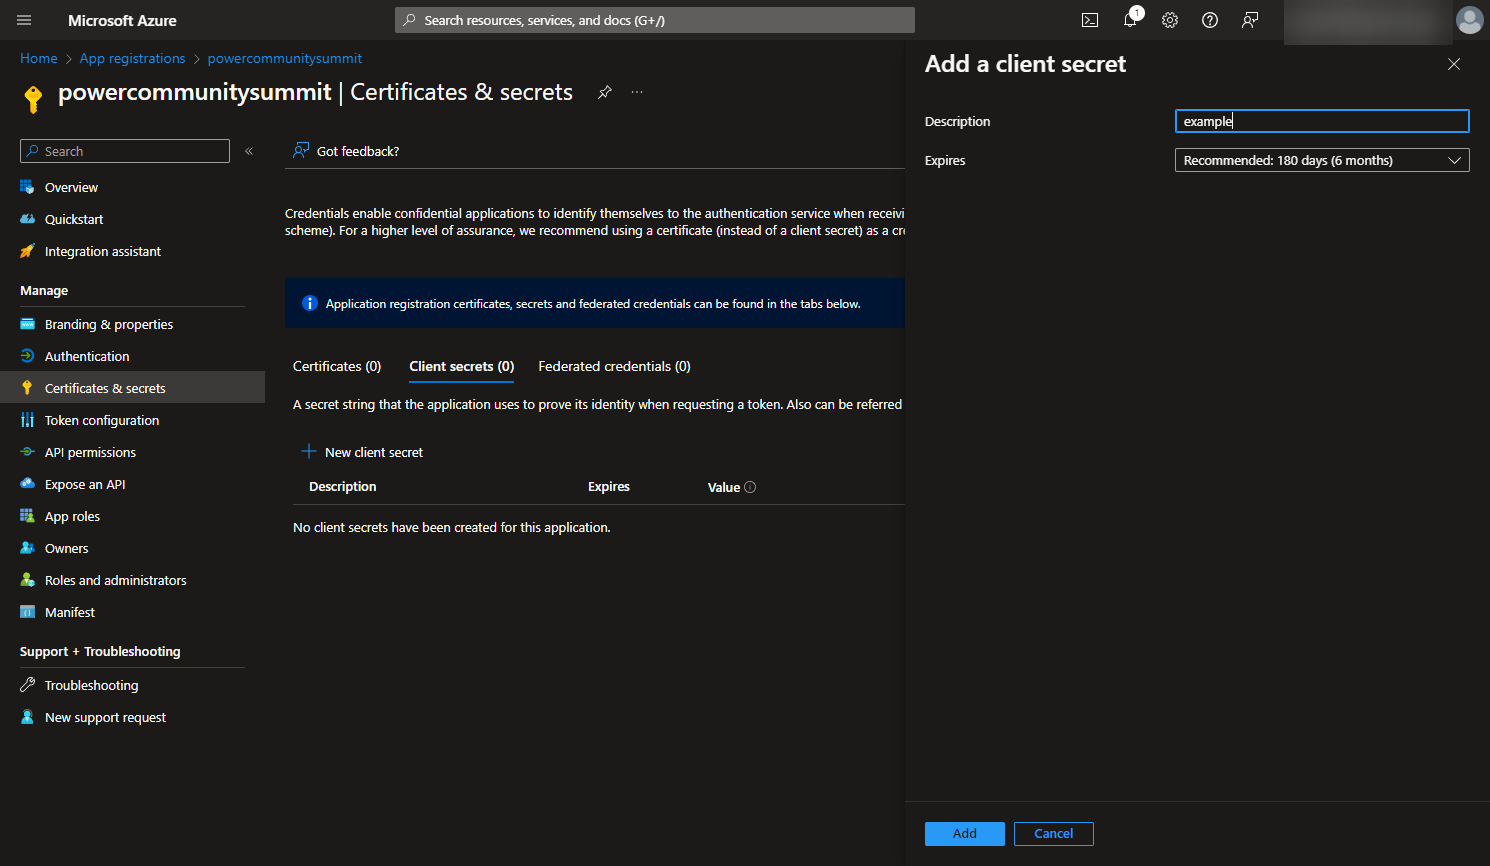 Microsoft Azure
Search resources, services, and docs (G+/)
1
Home > App registrations > powercommunitysummit
powercommunitysummit | Certificates & secrets
...
Search
«
Overview
Quickstart
Integration assistant
Manage
Branding & properties
Authentication
Certificates & secrets
Token configuration
API permissions
Expose an API
App roles
Owners
Roles and administrators
Manifest
Support + Troubleshooting
Troubleshooting
New support request
Got feedback?
Credentials enable confidential applications to identify themselves to the authentication service when receivi
scheme). For a higher level of assurance, we recommend using a certificate (instead of a client secret) as a cr
Application registration certificates, secrets and federated credentials can be found in the tabs below.
Certificates (0) Client secrets (0) Federated credentials (0)
A secret string that the application uses to prove its identity when requesting a token. Also can be referred
New client secret
Description Expires Value
No client secrets have been created for this application.
Add a client secret
Description example
Expires Recommended: 180 days (6 months)
Add Cancel